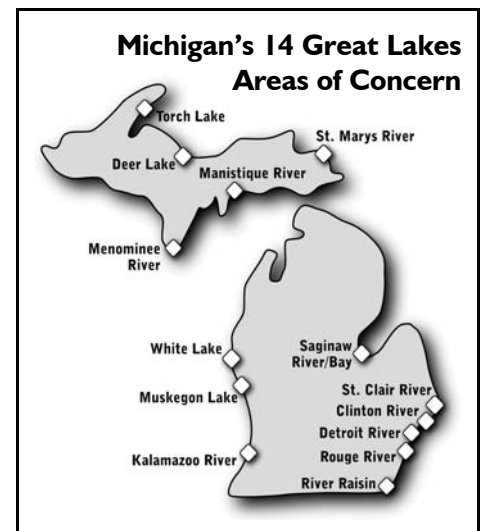 Michigan's 14 Great Lakes
Areas of Concern
Torch Lake
St. Marys River
Deer Lake
Manistique River
Menominee
River
White Lake
Saginaw
River/Bay
Muskegon Lake
St. Clair River
Clinton River
Detroit River
Kalamazoo River
Rouge River
River Raisin